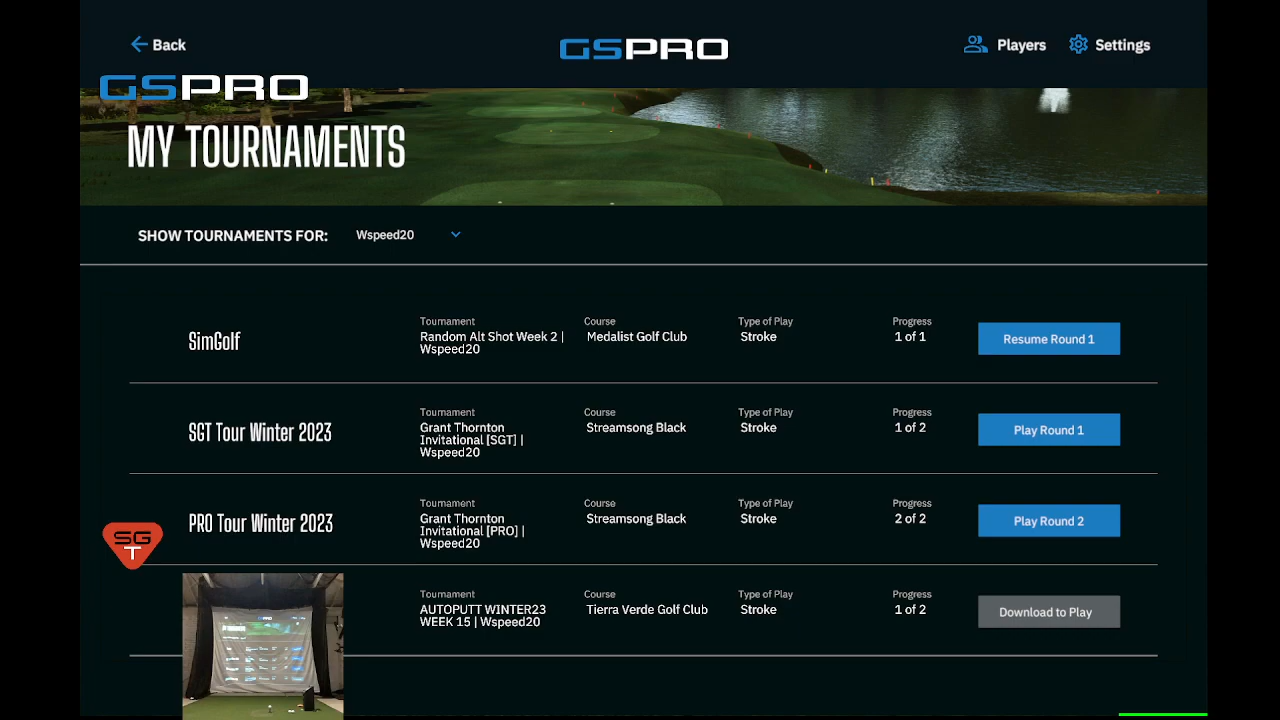 Back
GSPRO
Players
Settings
GSPRO
MY TOURNAMENTS
SHOW TOURNAMENTS FOR:
Wspeed20
SimGolf
Tournament
Random Alt Shot Week 2 |
Wspeed20
Course
Medalist Golf Club
Type of Play
Stroke
Progress
1 of 1
Resume Round 1
SGT Tour Winter 2023
Tournament
Grant Thornton
Invitational [SGT] |
Wspeed20
Course
Streamsong Black
Type of Play
Stroke
Progress
1 of 2
Play Round 1
PRO Tour Winter 2023
Tournament
Grant Thornton
Invitational [PRO] |
Wspeed20
Course
Streamsong Black
Type of Play
Stroke
Progress
2 of 2
Play Round 2
SG
T
Tournament
AUTOPUTT WINTER23
WEEK 15 | Wspeed20
Course
Tierra Verde Golf Club
Type of Play
Stroke
Progress
1 of 2
Download to Play